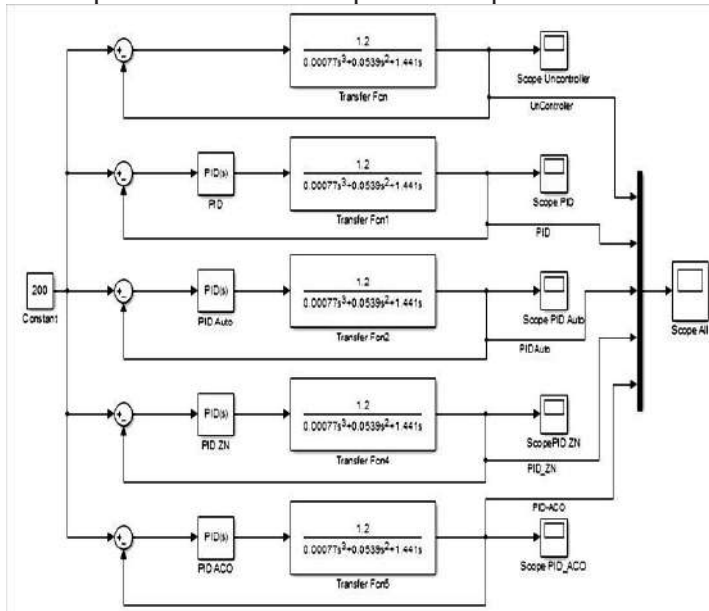 1.2
0.00077s³+0.0539s²+1.441s
Transfer Fcn
Scope Uncontroller
UnControler
PID(s)
PID
1.2
0.00077s³+0.0539s²+1.441s
Transfer Fcn1
Scope PID
PID
200
Constant
PID(s)
PID Auto
1.2
0.00077s³+0.0539s²+1.441s
Transfer Fcn2
Scope PID Auto
PIDAuto
Scope All
PID(s)
PID ZN
1.2
0.00077s³+0.0539s²+1.441s
Transfer Fcn4
ScopePID ZN
PID_ZN
PID-ACO
PID(s)
PID ACO
1.2
0.00077s³+0.0539s²+1.441s
Transfer Fcn5
Scope PID_ACO